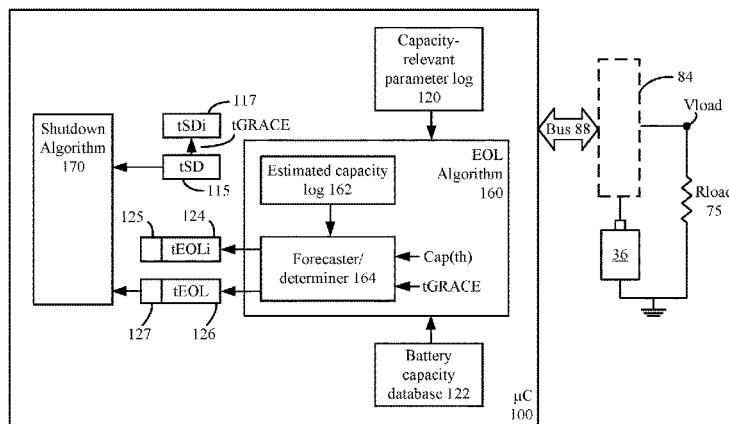 Capacity-
relevant
parameter log
120
84
Vload
Bus 88
Rload
75
36
117
tSDi
tGRACE
Shutdown
Algorithm
170
tSD
115
EOL
Algorithm
160
Estimated capacity
log 162
125
124
tEOLi
Forecaster/
determiner 164
Cap(th)
tGRACE
tEOL
127
126
Battery
capacity
database 122
µC
100